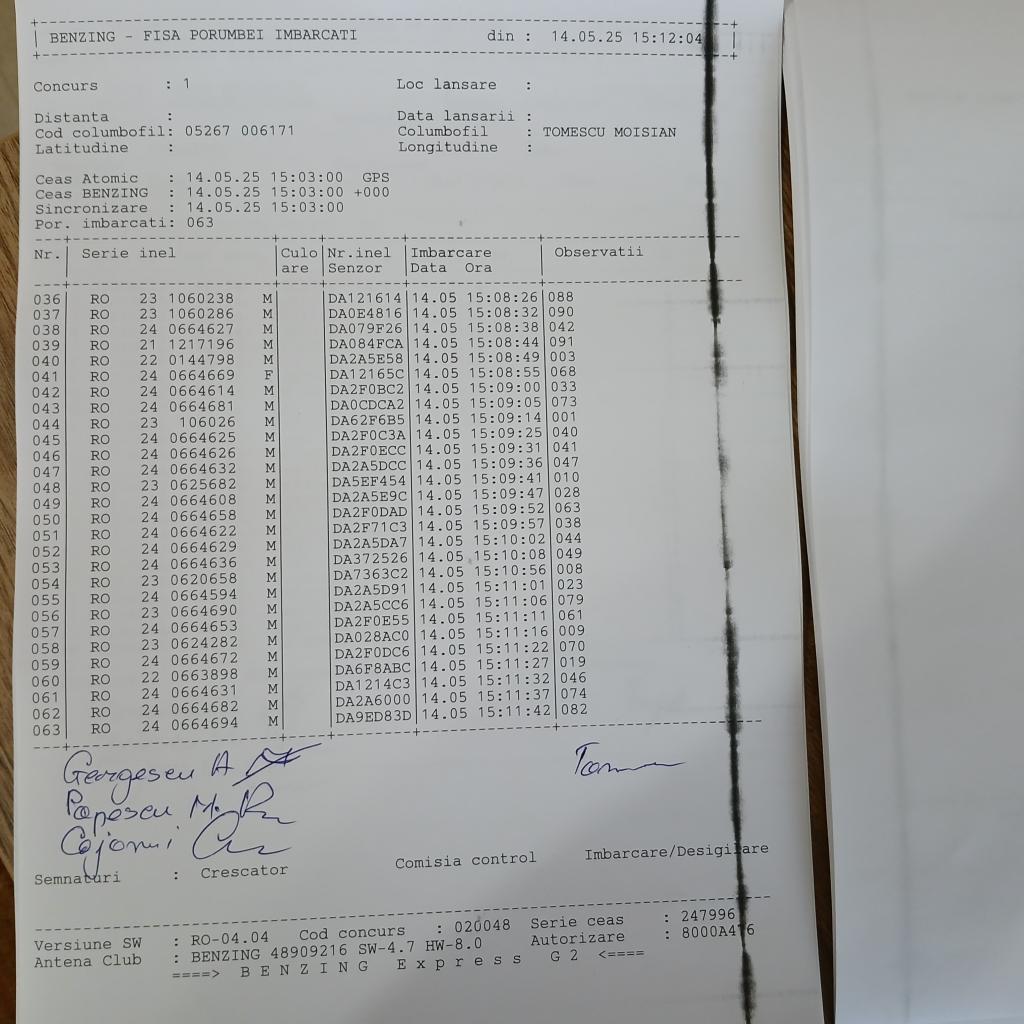 BENZING - FISA PORUMBEI IMBARCATI din : 14.05.25 15:12:04
Concurs : 1 Loc lansare :
Distanta : Data lansarii :
Cod columbofil: 05267 006171 Columbofil : TOMESCU MOISIAN
Latitudine : Longitudine :
Ceas Atomic : 14.05.25 15:03:00 GPS
Ceas BENZING : 14.05.25 15:03:00 +000
Sincronizare : 14.05.25 15:03:00
Por. imbarcati: 063
Nr. Serie inel Culo Nr.inel Imbarcare Observatii
are Senzor Data Ora
036 RO 23 1060238 M DA121614 14.05 15:08:26 088
037 RO 23 1060286 M DA0E4816 14.05 15:08:32 090
038 RO 24 0664627 M DA079F26 14.05 15:08:38 042
039 RO 21 1217196 M DA084FCA 14.05 15:08:44 091
040 RO 22 0144798 M DA2A5E58 14.05 15:08:49 003
041 RO 24 0664669 F DA12165C 14.05 15:08:55 068
042 RO 24 0664614 M DA2F0BC2 14.05 15:09:00 033
043 RO 24 0664681 M DA0CDCA2 14.05 15:09:05 073
044 RO 23 106026 M DA62F6B5 14.05 15:09:14 001
045 RO 24 0664625 M DA2F0C3A 14.05 15:09:25 040
046 RO 24 0664626 M DA2F0ECC 14.05 15:09:31 041
047 RO 24 0664632 M DA2A5DCC 14.05 15:09:36 047
048 RO 23 0625682 M DA5EF454 14.05 15:09:41 010
049 RO 24 0664608 M DA2A5E9C 14.05 15:09:47 028
050 RO 24 0664658 M DA2F0DAD 14.05 15:09:52 063
051 RO 24 0664622 M DA2F71C3 14.05 15:09:57 038
052 RO 24 0664629 M DA2A5DA7 14.05 15:10:02 044
053 RO 24 0664636 M DA372526 14.05 15:10:08 049
054 RO 23 0620658 M DA7363C2 14.05 15:10:56 008
055 RO 24 0664594 M DA2A5D91 14.05 15:11:01 023
056 RO 23 0664690 M DA2A5CC6 14.05 15:11:06 079
057 RO 24 0664653 M DA2F0E55 14.05 15:11:11 061
058 RO 23 0624282 M DA028AC0 14.05 15:11:16 009
059 RO 24 0664672 M DA2F0DC6 14.05 15:11:22 070
060 RO 22 0663898 M DA6F8ABC 14.05 15:11:27 019
061 RO 24 0664631 M DA1214C3 14.05 15:11:32 046
062 RO 24 0664682 M DA2A6000 14.05 15:11:37 074
063 RO 24 0664694 M DA9ED83D 14.05 15:11:42 082
Georgescu A
Popescu M.
Cojonui
Semnaturi : Crescator Comisia control Imbarcare/Desigilare
Versiune SW : RO-04.04 Cod concurs : 020048 Serie ceas : 247996
Antena Club : BENZING 48909216 SW-4.7 HW-8.0 Autorizare : 8000A476
====> B E N Z I N G E x p r e s s G 2 <====